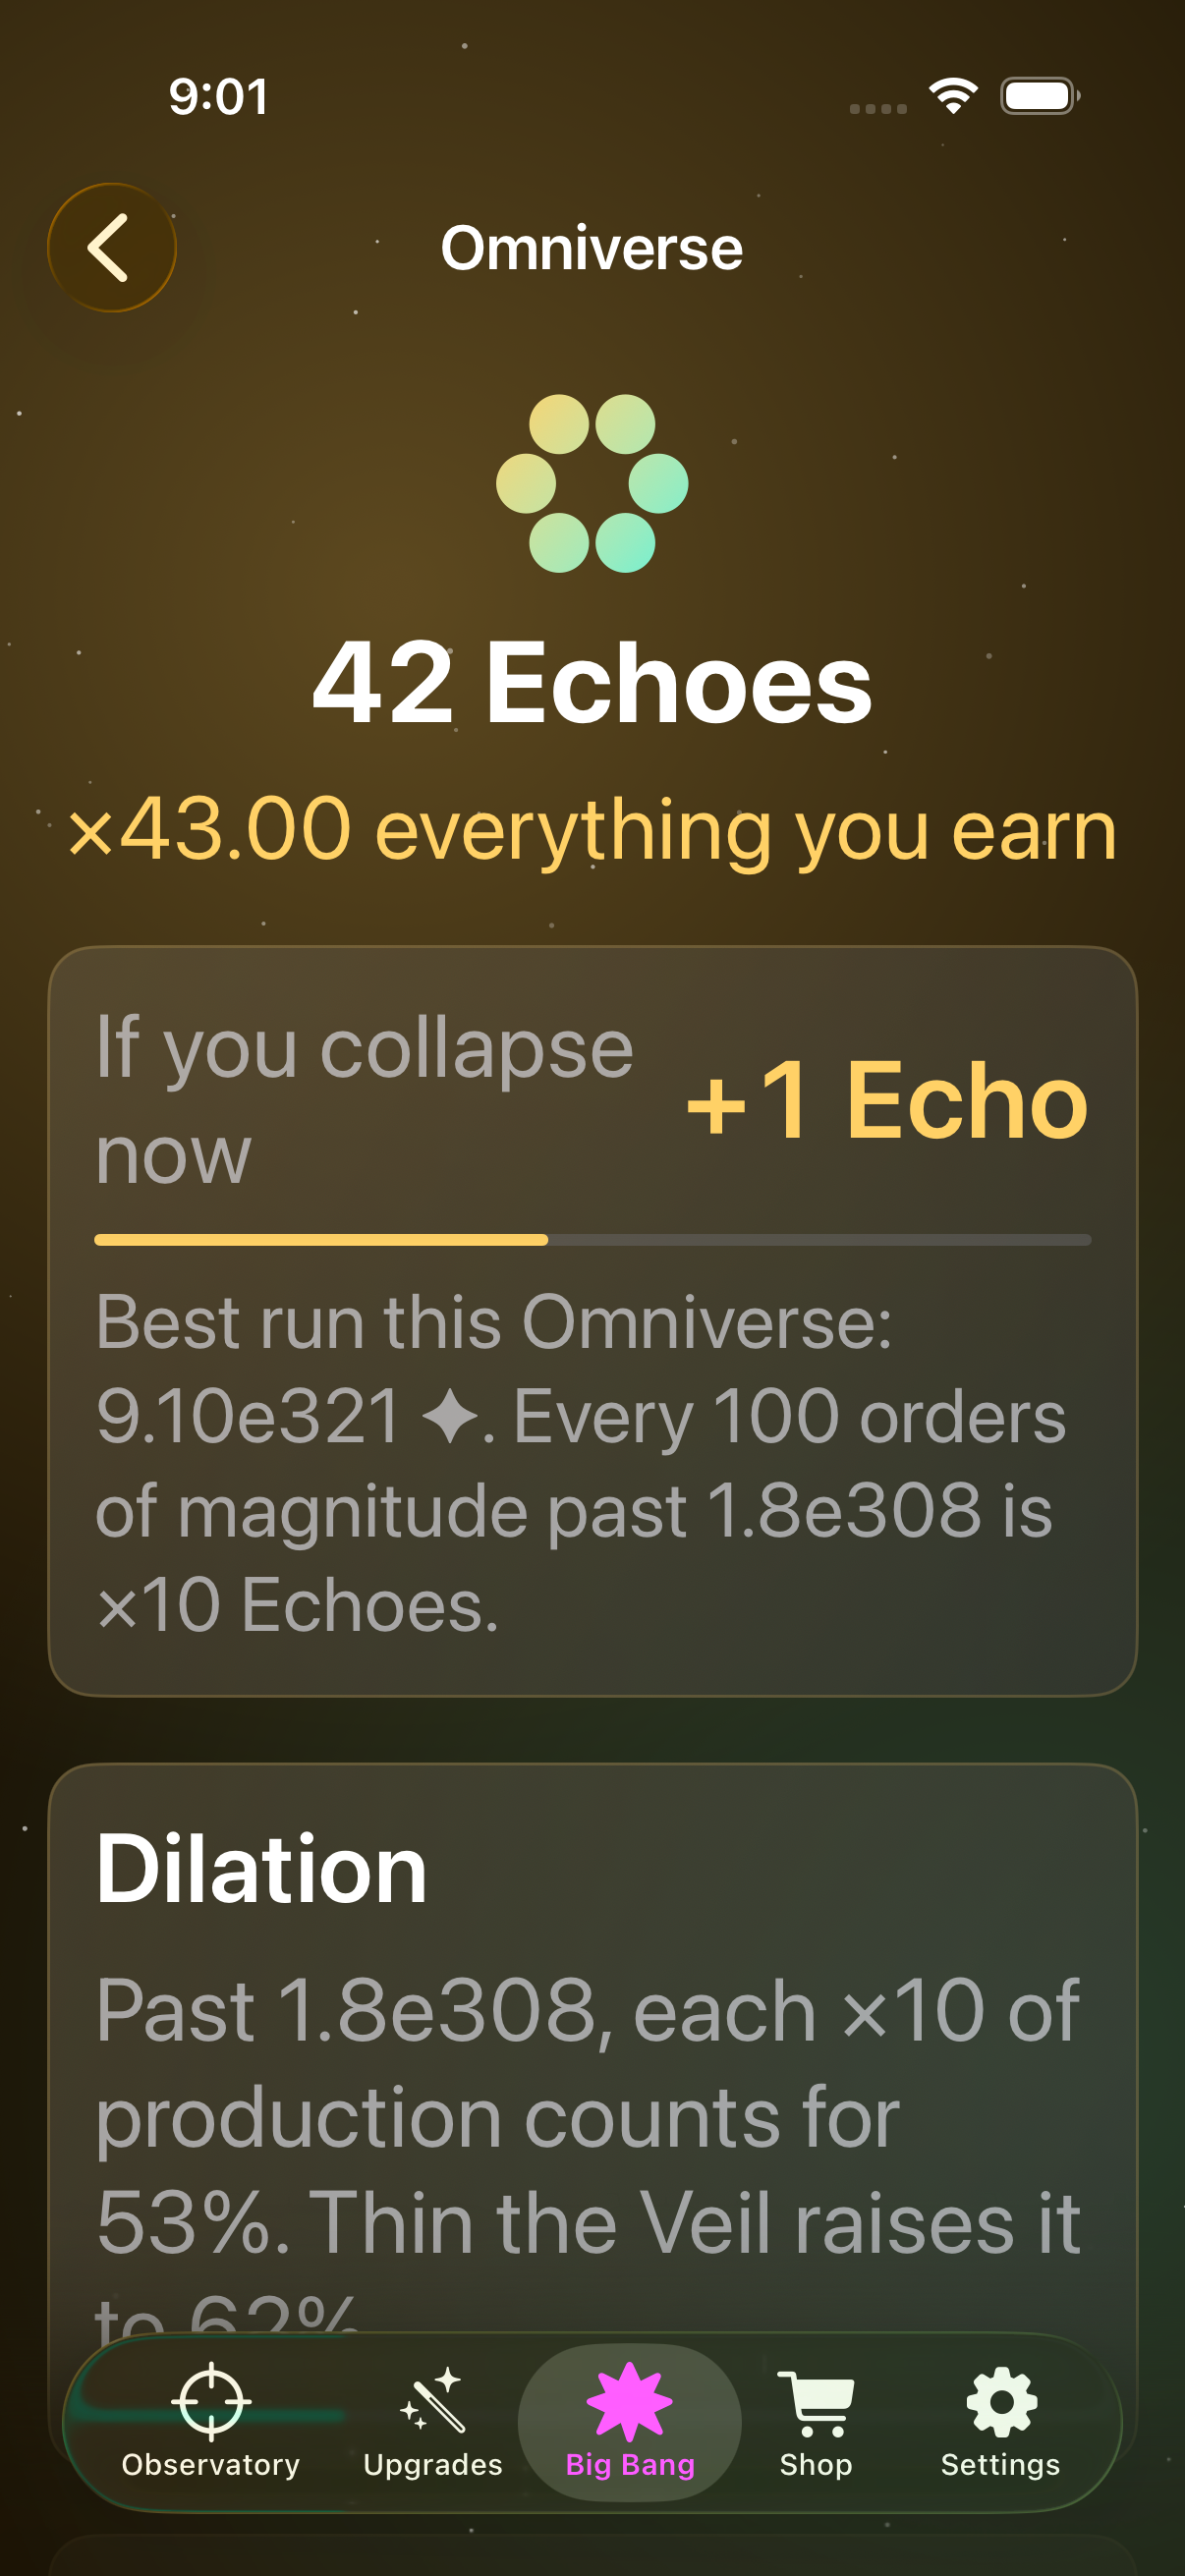 9:01
Omniverse
42 Echoes
×43.00 everything you earn
If you collapse
now
+1 Echo
Best run this Omniverse:
9.10e321 ✦. Every 100 orders
of magnitude past 1.8e308 is
×10 Echoes.
Dilation
Past 1.8e308, each ×10 of
production counts for
53%. Thin the Veil raises it
to 62%
Observatory
Upgrades
Big Bang
Shop
Settings